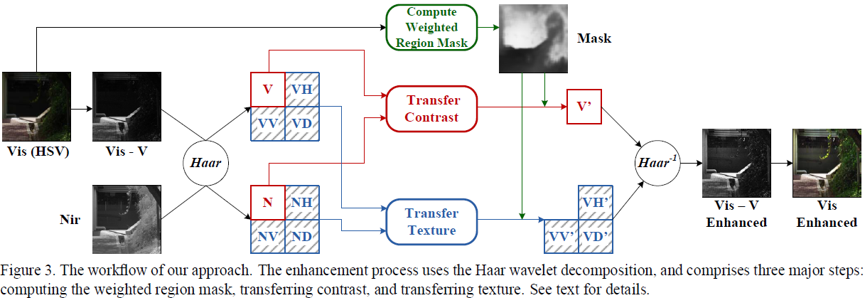 Compute
Weighted
Region Mask
Mask
V VH
VV VD
Transfer
Contrast
V’
Vis (HSV)
Vis - V
Haar
Haar⁻¹
Nir
N NH
NV ND
Transfer
Texture
VH’
VV’ VD’
Vis – V
Enhanced
Vis
Enhanced
Figure 3. The workflow of our approach. The enhancement process uses the Haar wavelet decomposition, and comprises three major steps:
computing the weighted region mask, transferring contrast, and transferring texture. See text for details.